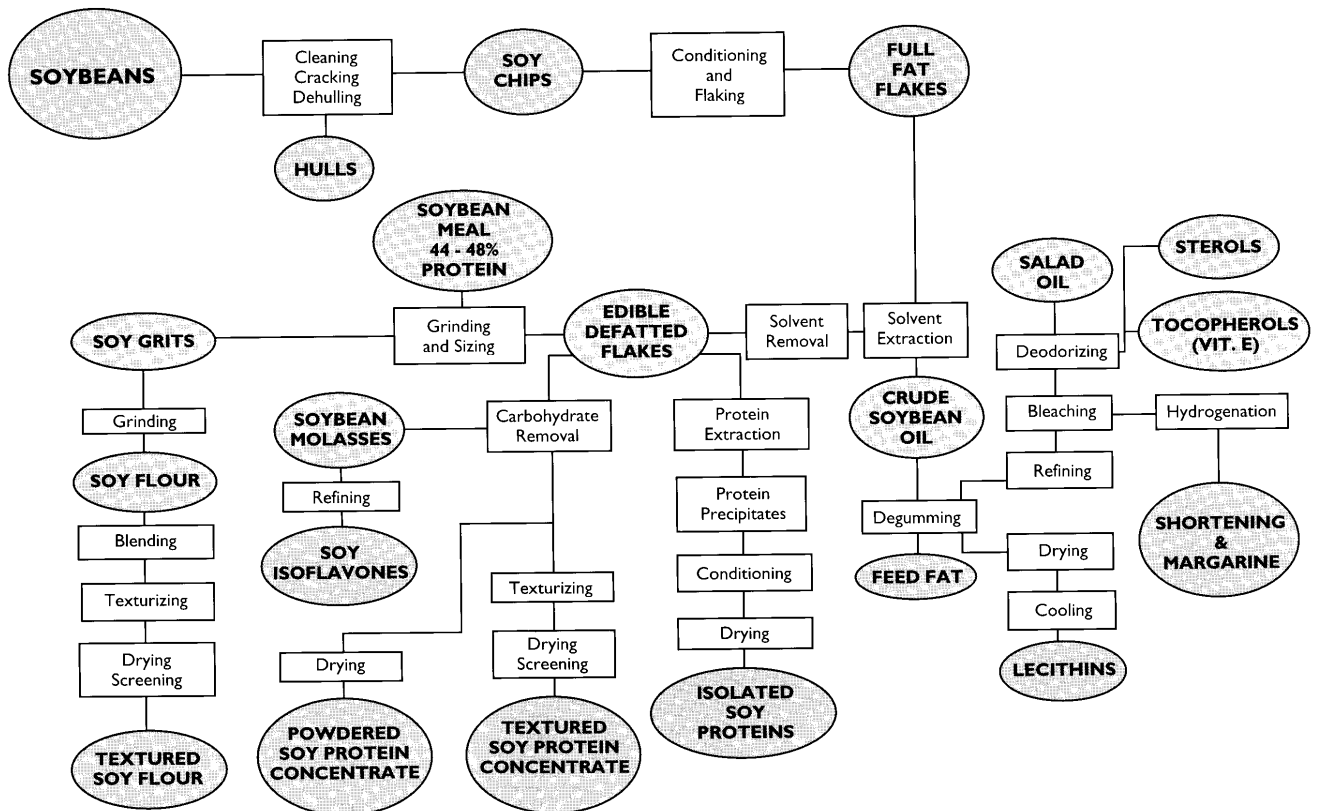 SOYBEANS
Cleaning
Cracking
Dehulling
SOY
CHIPS
Conditioning
and
Flaking
FULL
FAT
FLAKES
HULLS
SOYBEAN
MEAL
44 - 48%
PROTEIN
SALAD
OIL
STEROLS
SOY GRITS
Grinding
and Sizing
EDIBLE
DEFATTED
FLAKES
Solvent
Removal
Solvent
Extraction
Deodorizing
TOCOPHEROLS
(VIT. E)
Grinding
SOYBEAN
MOLASSES
Carbohydrate
Removal
Protein
Extraction
CRUDE
SOYBEAN
OIL
Bleaching
Hydrogenation
SOY FLOUR
Refining
Protein
Precipitates
Refining
Degumming
SHORTENING
&
MARGARINE
Blending
SOY
ISOFLAVONES
Drying
Texturizing
Texturizing
Conditioning
FEED FAT
Cooling
Drying
Screening
Drying
Drying
Screening
Drying
LECITHINS
TEXTURED
SOY FLOUR
POWDERED
SOY PROTEIN
CONCENTRATE
TEXTURED
SOY PROTEIN
CONCENTRATE
ISOLATED
SOY
PROTEINS